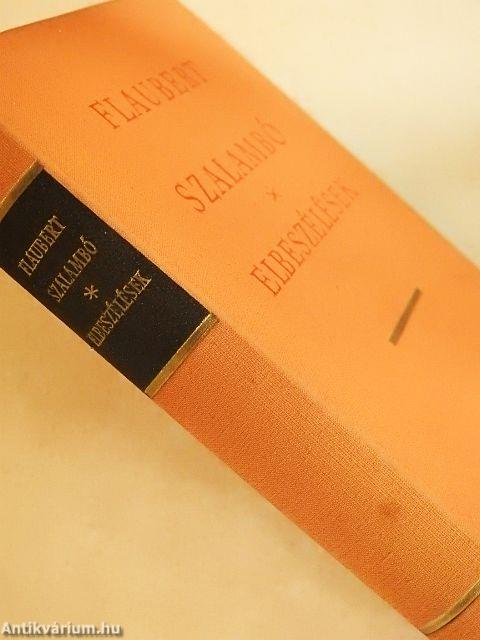 FLAUBERT
SZALAMBÓ
*
ELBESZÉLÉSEK
FLAUBERT
SZALAMBÓ
*
ELBESZÉLÉSEK
Antikvárium.hu